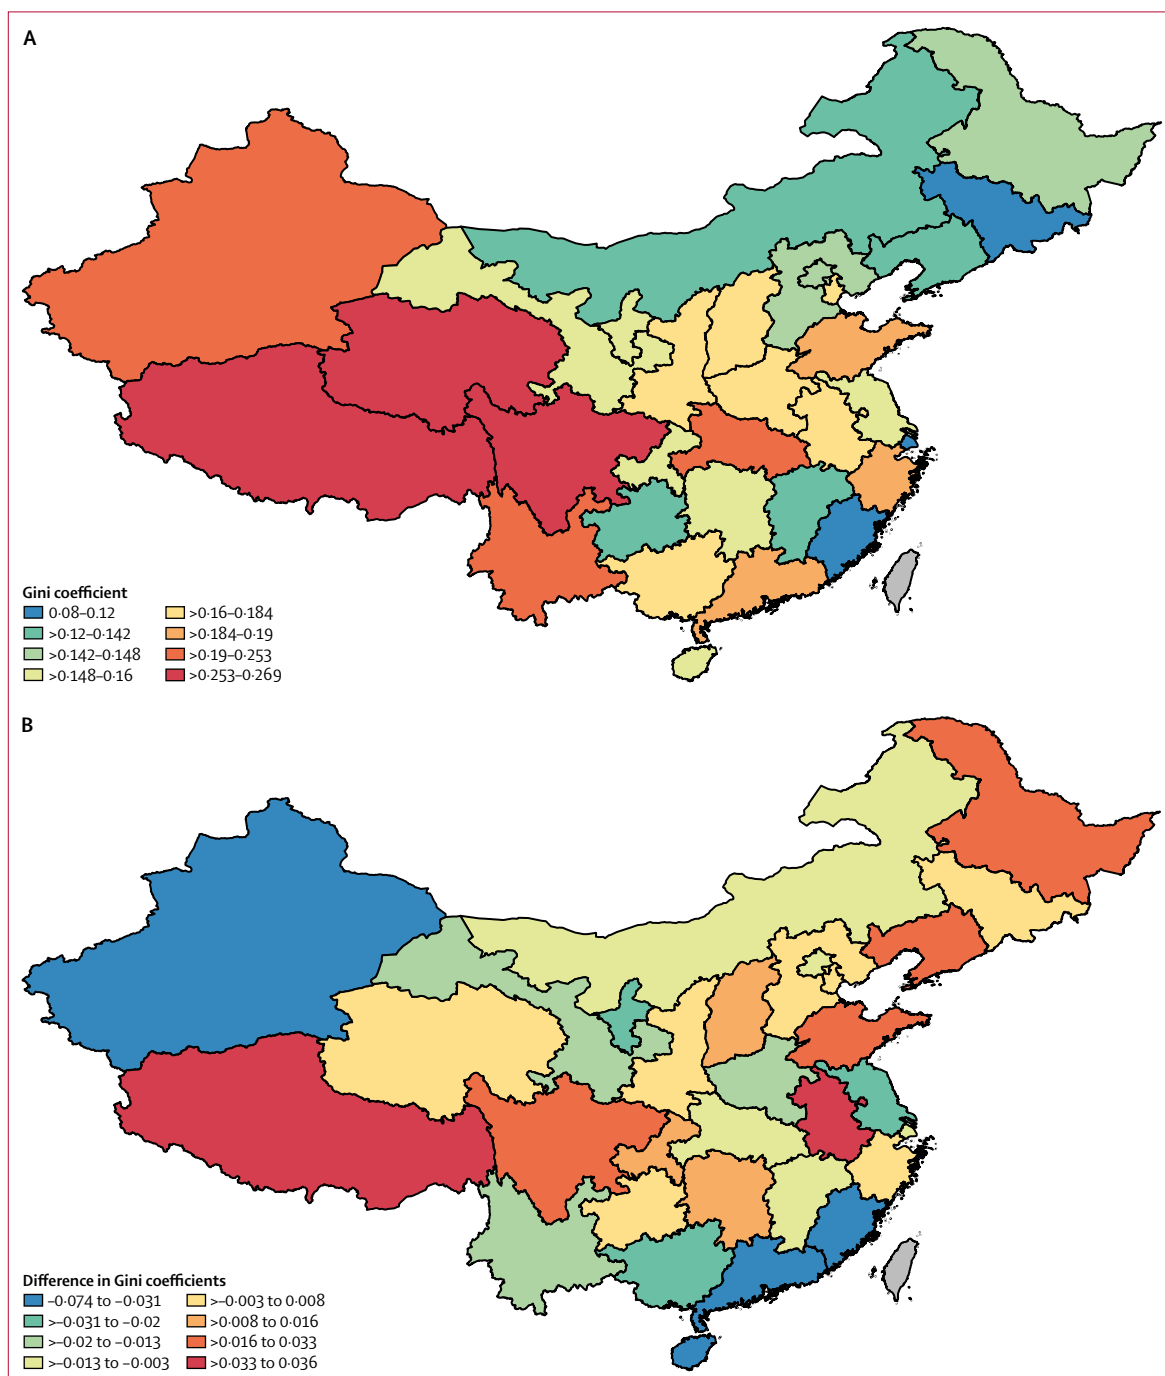 A
Gini coefficient
0·08–0·12
>0·12–0·142
>0·142–0·148
>0·148–0·16
>0·16–0·184
>0·184–0·19
>0·19–0·253
>0·253–0·269
B
Difference in Gini coefficients
–0·074 to –0·031
>–0·031 to –0·02
>–0·02 to –0·013
>–0·013 to –0·003
>–0·003 to 0·008
>0·008 to 0·016
>0·016 to 0·033
>0·033 to 0·036